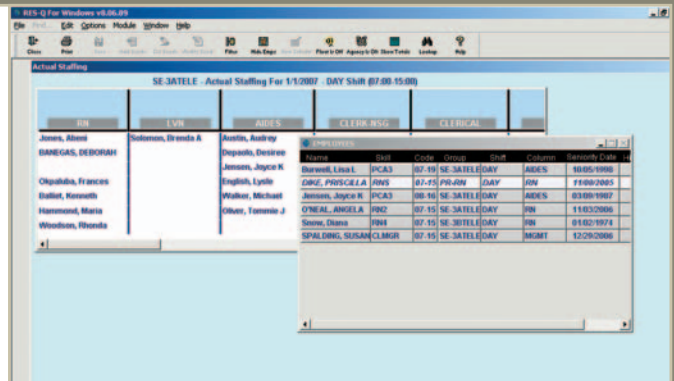 RES-Q For Windows v8.06.09
File Edit Options Module Window Help
Close Print Filter Hide Emps Float Is Off Agency Is ON Show Totals Lookup Help
Actual Staffing
SE-3ATELE - Actual Staffing For 1/1/2007 - DAY Shift (07:00-15:00)
RN LVN AIDES CLERK-NSG CLERICAL
Jones, Abeni Solomon, Brenda A Austin, Audrey
BANEGAS, DEBORAH Depaolo, Desiree
Jensen, Joyce K
Okpaluba, Frances English, Lysle
Balliet, Kenneth Walker, Michael
Hammond, Maria Oliver, Tommie J
Woodson, Rhonda
EMPLOYEES
Name Skill Code Group Shift Column Seniority Date
Burwell, Lisa L PCA3 07-19 SE-3ATELE DAY AIDES 10/05/1998
DIKE, PRISCILLA RN5 07-15 PR-RN DAY RN 11/08/2005
Jensen, Joyce K PCA3 08-16 SE-3ATELE DAY AIDES 03/09/1987
O'NEAL, ANGELA RN2 07-15 SE-3ATELE DAY RN 11/03/2006
Snow, Diana RN4 07-15 SE-3BTELE DAY RN 01/02/1974
SPALDING, SUSAN CLMGR 07-15 SE-3ATELE DAY MGMT 12/29/2006